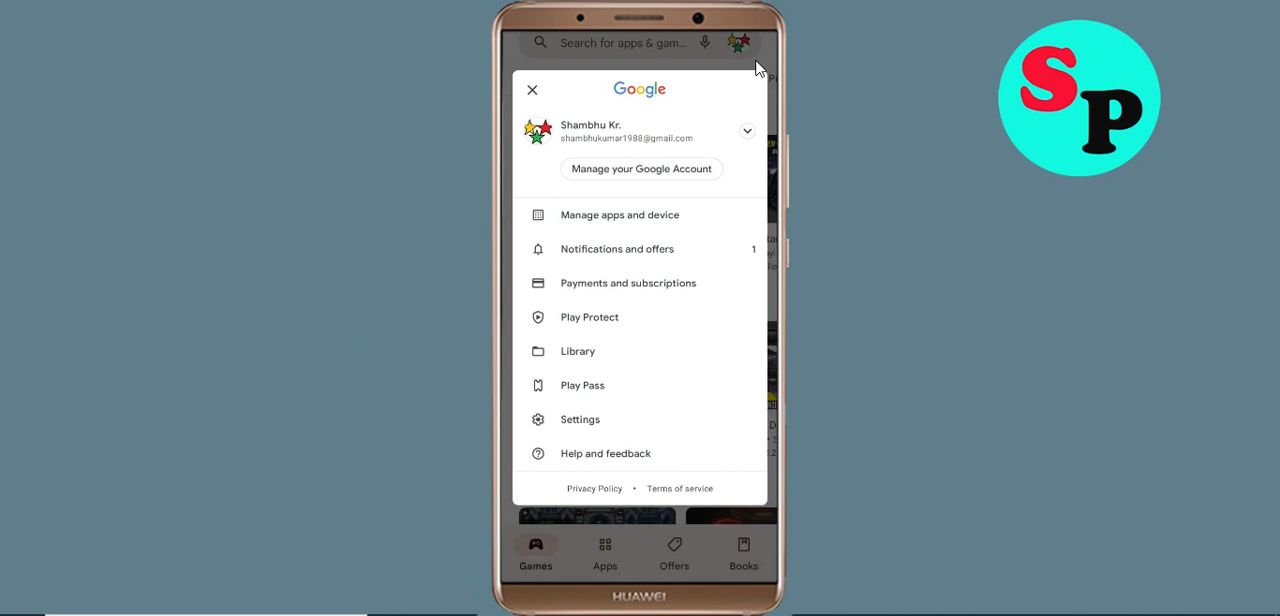 Search for apps & gam...
Google
Shambhu Kr.
shambhukumar1988@gmail.com
Manage your Google Account
Manage apps and device
Notifications and offers 1
Payments and subscriptions
Play Protect
Library
Play Pass
Settings
Help and feedback
Privacy Policy • Terms of service
Games Apps Offers Books
HUAWEI
SP